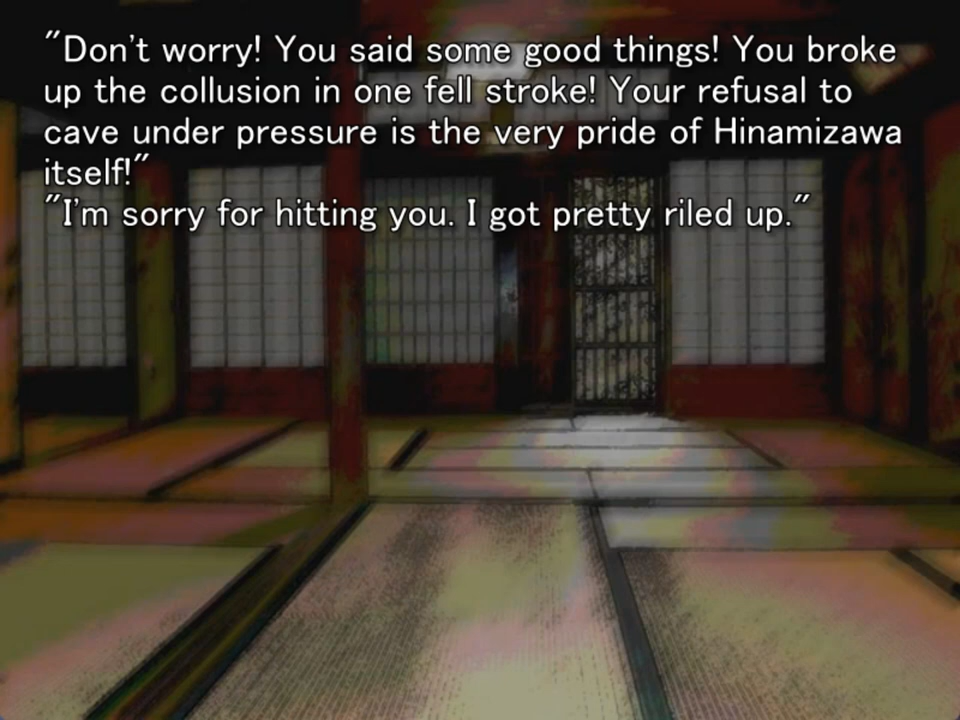 "Don't worry! You said some good things! You broke
up the collusion in one fell stroke! Your refusal to
cave under pressure is the very pride of Hinamizawa
itself!"
"I'm sorry for hitting you. I got pretty riled up."